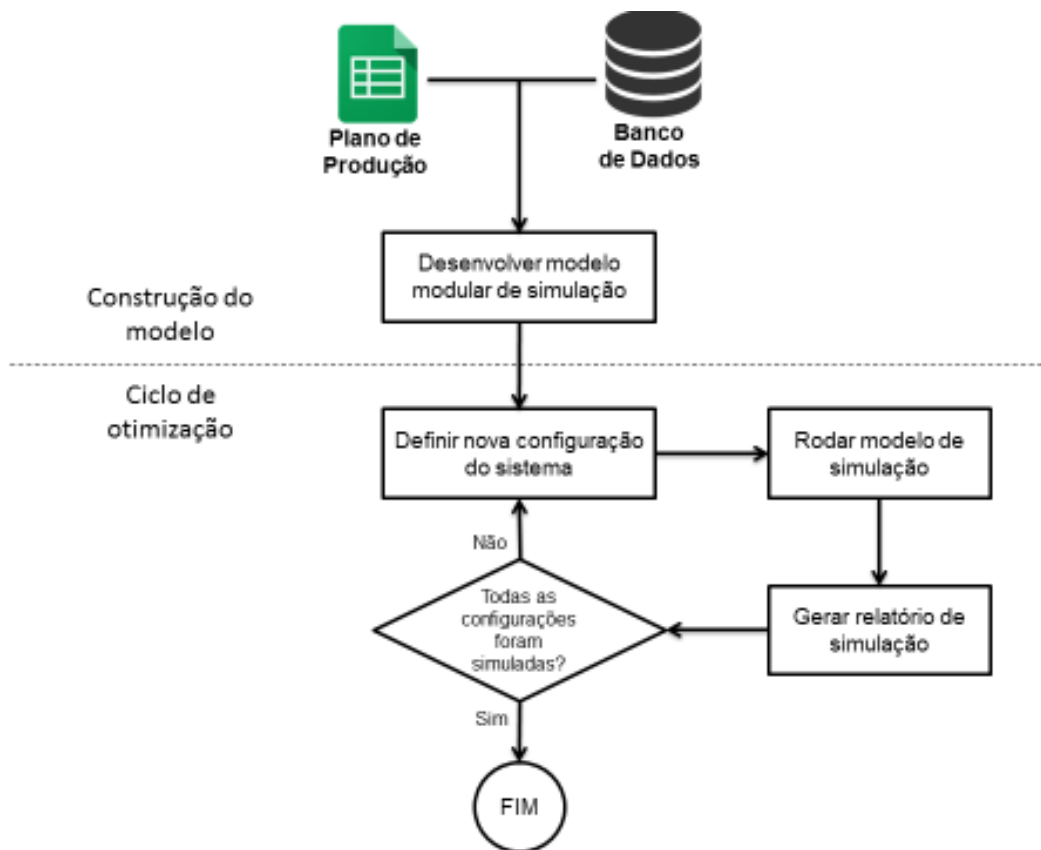 Plano de
Produção
Banco
de Dados
Desenvolver modelo
modular de simulação
Construção do
modelo
Ciclo de
otimização
Definir nova configuração
do sistema
Rodar modelo de
simulação
Não
Todas as
configurações
foram
simuladas?
Gerar relatório de
simulação
Sim
FIM